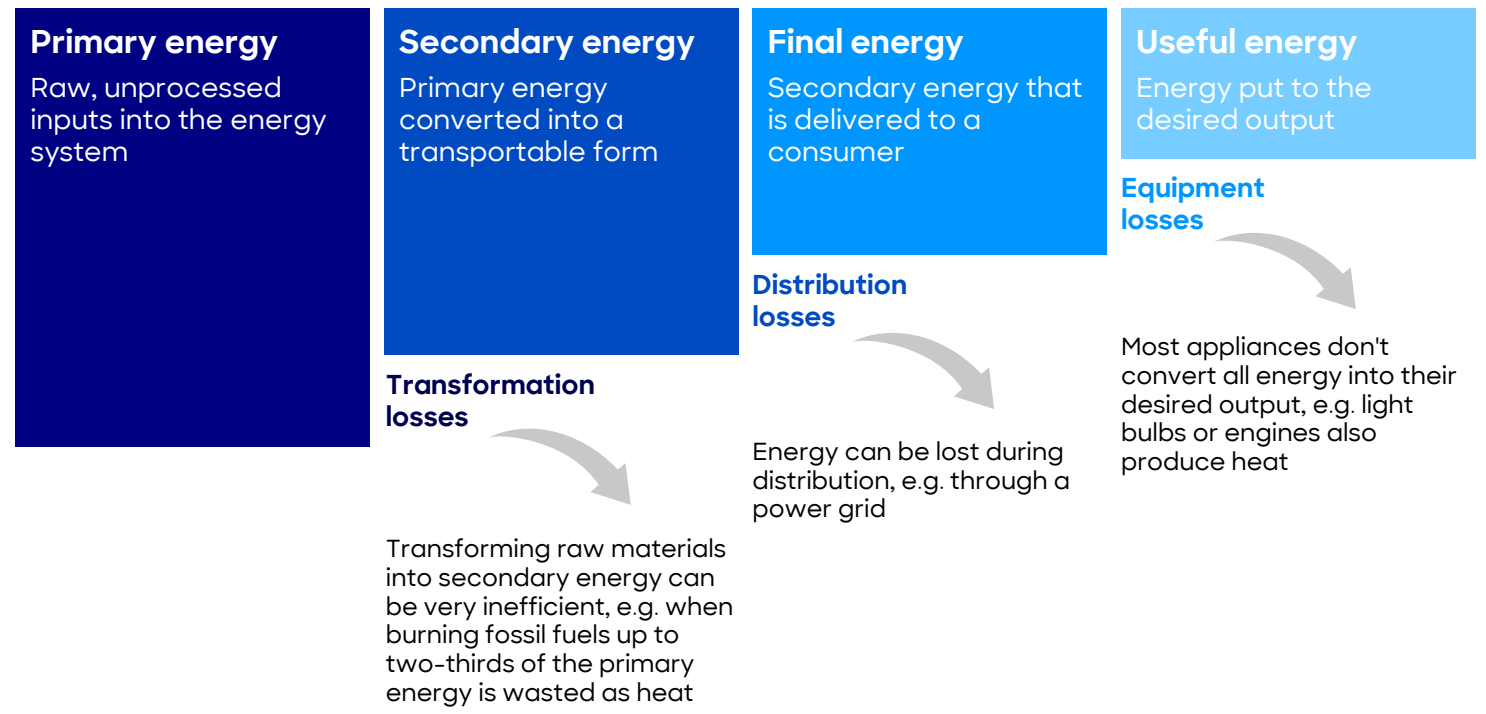 Primary energy
Raw, unprocessed
inputs into the energy
system
Secondary energy
Primary energy
converted into a
transportable form
Final energy
Secondary energy that
is delivered to a
consumer
Useful energy
Energy put to the
desired output
Transformation
losses
Transforming raw materials
into secondary energy can
be very inefficient, e.g. when
burning fossil fuels up to
two-thirds of the primary
energy is wasted as heat
Distribution
losses
Energy can be lost during
distribution, e.g. through a
power grid
Equipment
losses
Most appliances don't
convert all energy into their
desired output, e.g. light
bulbs or engines also
produce heat